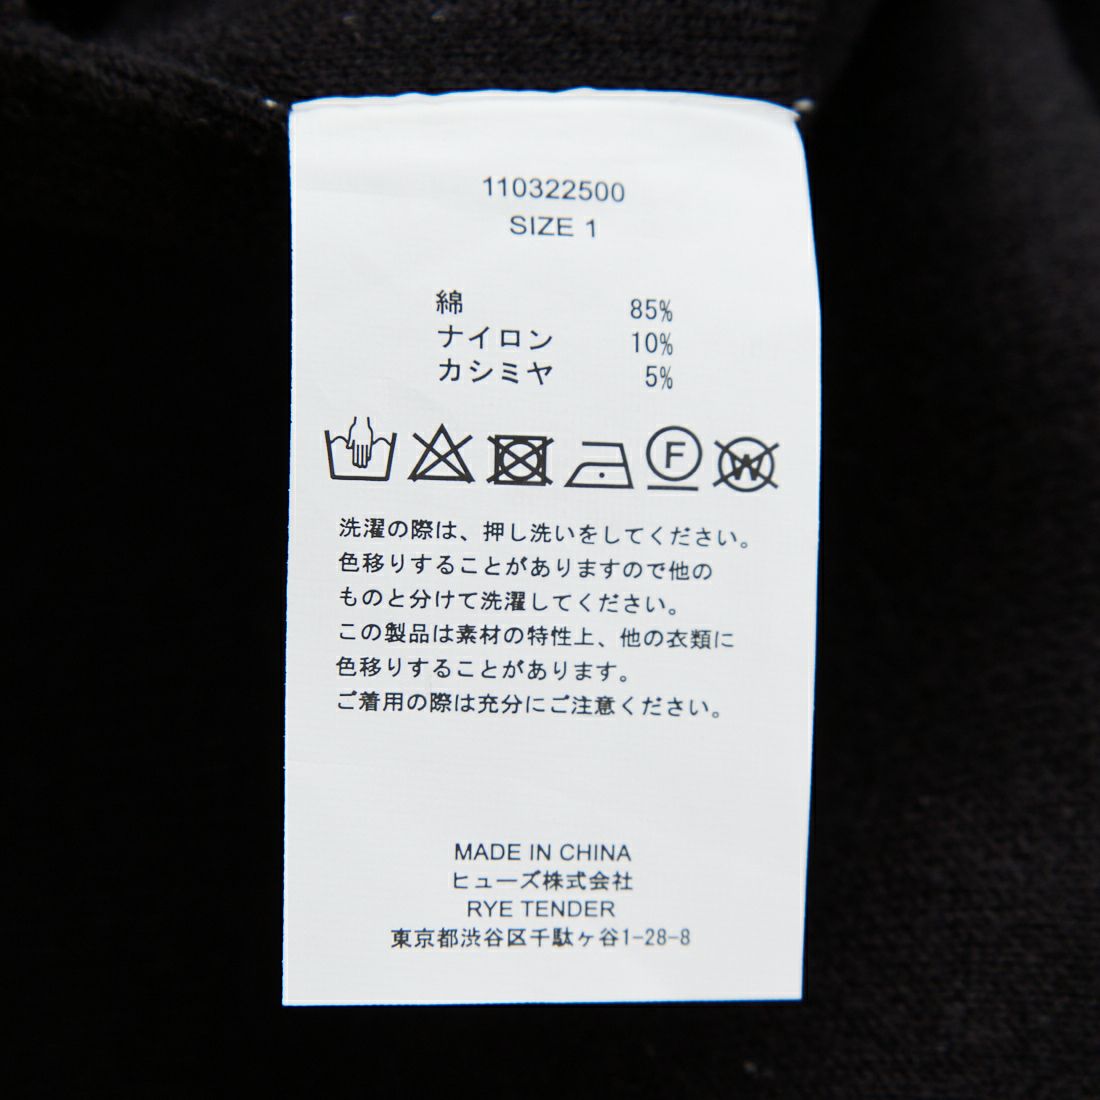 110322500
SIZE 1
綿 85%
ナイロン 10%
カシミヤ 5%
F W
洗濯の際は、押し洗いをしてください。
色移りすることがありますので他の
ものと分けて洗濯してください。
この製品は素材の特性上、他の衣類に
色移りすることがあります。
ご着用の際は充分にご注意ください。
MADE IN CHINA
ヒューズ株式会社
RYE TENDER
東京都渋谷区千駄ヶ谷1-28-8